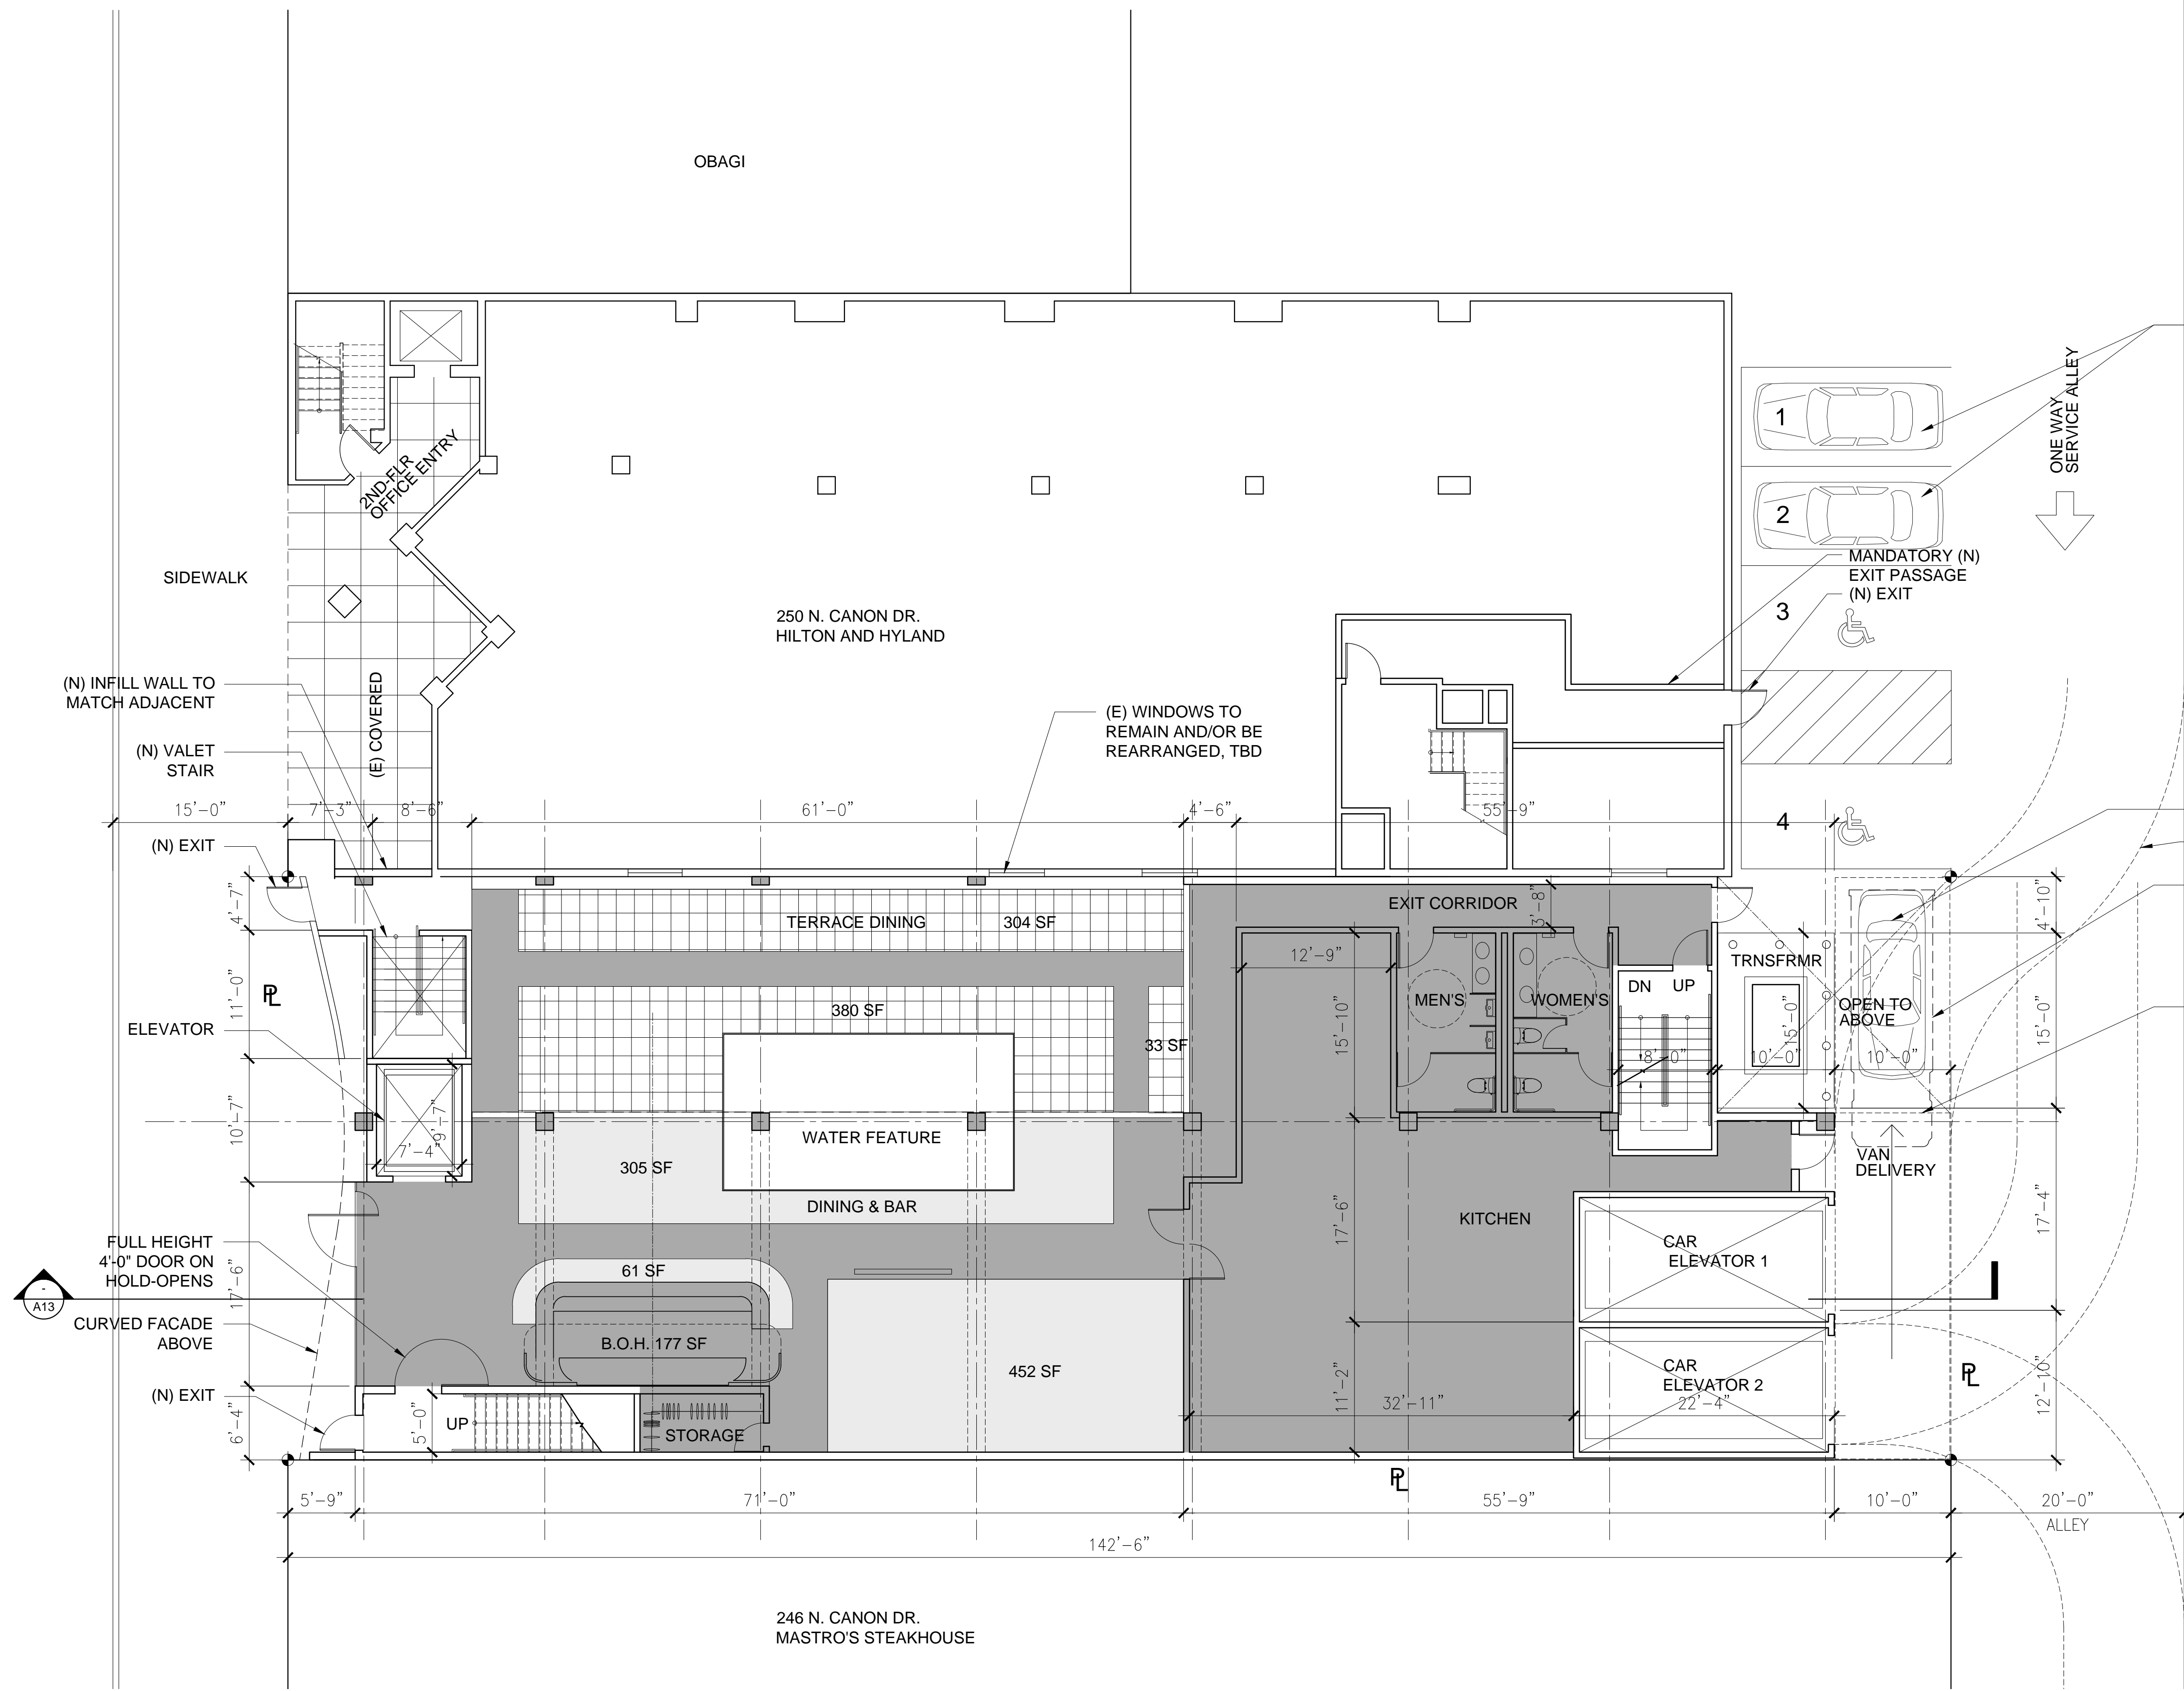 OBAGI
2ND-FLR
OFFICE ENTRY
1
2
ONE WAY
SERVICE ALLEY
MANDATORY (N)
EXIT PASSAGE
(N) EXIT
3
SIDEWALK
250 N. CANON DR.
HILTON AND HYLAND
(N) INFILL WALL TO
MATCH ADJACENT
(E) COVERED
(N) VALET
STAIR
(E) WINDOWS TO
REMAIN AND/OR BE
REARRANGED, TBD
15'-0"
7'-3"
8'-6"
61'-0"
4'-6"
55'-9"
4
(N) EXIT
4'-7"
TERRACE DINING
304 SF
EXIT CORRIDOR
3'-8"
4'-10"
12'-9"
TRNSFRMR
PL
11'-0"
380 SF
15'-10"
MEN'S
WOMEN'S
DN
UP
OPEN TO
ABOVE
15'-0"
15'-0"
ELEVATOR
33 SF
8'-0"
10'-0"
10'-0"
10'-7"
9'-7"
7'-4"
WATER FEATURE
305 SF
DINING & BAR
VAN
DELIVERY
17'-6"
KITCHEN
17'-4"
FULL HEIGHT
4'-0" DOOR ON
HOLD-OPENS
17'-6"
61 SF
CAR
ELEVATOR 1
-
A13
CURVED FACADE
ABOVE
B.O.H. 177 SF
452 SF
11'-2"
CAR
ELEVATOR 2
PL
12'-10"
(N) EXIT
6'-4"
5'-0"
UP
STORAGE
32'-11"
22'-4"
PL
5'-9"
71'-0"
55'-9"
10'-0"
20'-0"
ALLEY
142'-6"
246 N. CANON DR.
MASTRO'S STEAKHOUSE